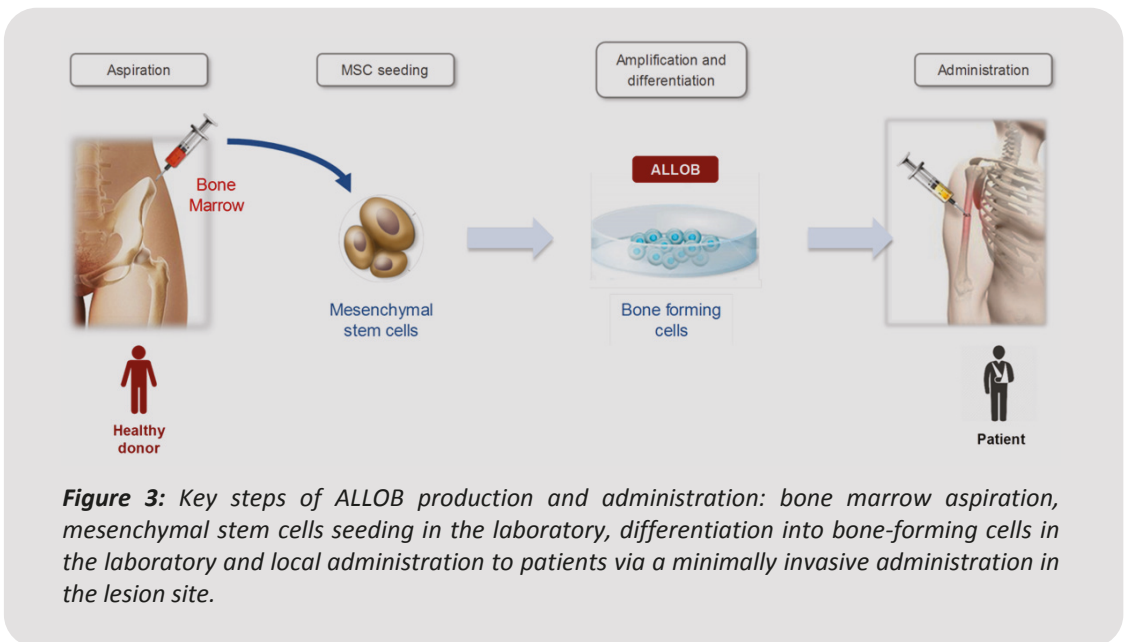 Aspiration
MSC seeding
Amplification and
differentiation
Administration
Bone
Marrow
ALLOB
Meschymal
stem cells
Bone forming
cells
Healthy
donor
Patient
Figure 3: Key steps of ALLOB production and administration: bone marrow aspiration,
mesenchymal stem cells seeding in the laboratory, differentiation into bone-forming cells in
the laboratory and local administration to patients via a minimally invasive administration in
the lesion site.